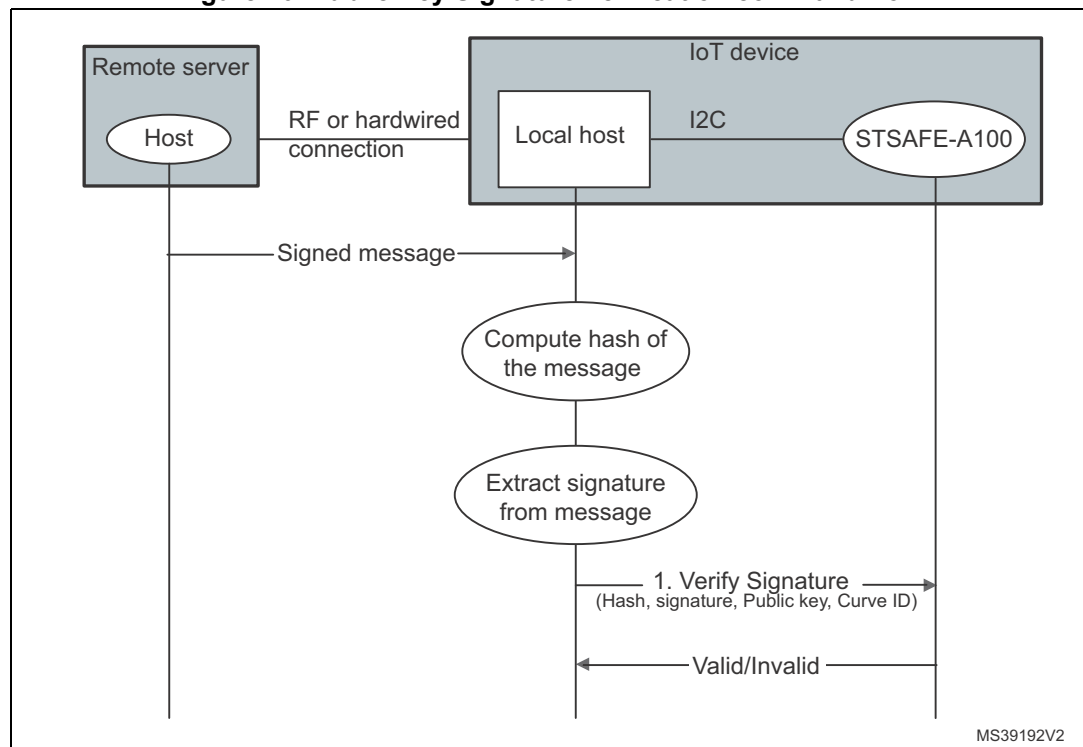 Remote server
IoT device
Host
RF or hardwired
connection
Local host
I2C
STSAFE-A100
Signed message
Compute hash of
the message
Extract signature
from message
1. Verify Signature
(Hash, signature, Public key, Curve ID)
Valid/Invalid
MS39192V2